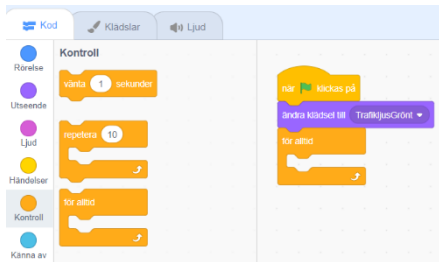 Kod
Klädslar
Ljud
Rörelse
Utseende
Ljud
Händelser
Kontroll
Känna av
Kontroll
vänta 1 sekunder
repetera 10
för alltid
när klickas på
ändra klädsel till TrafikljusGrönt
för alltid